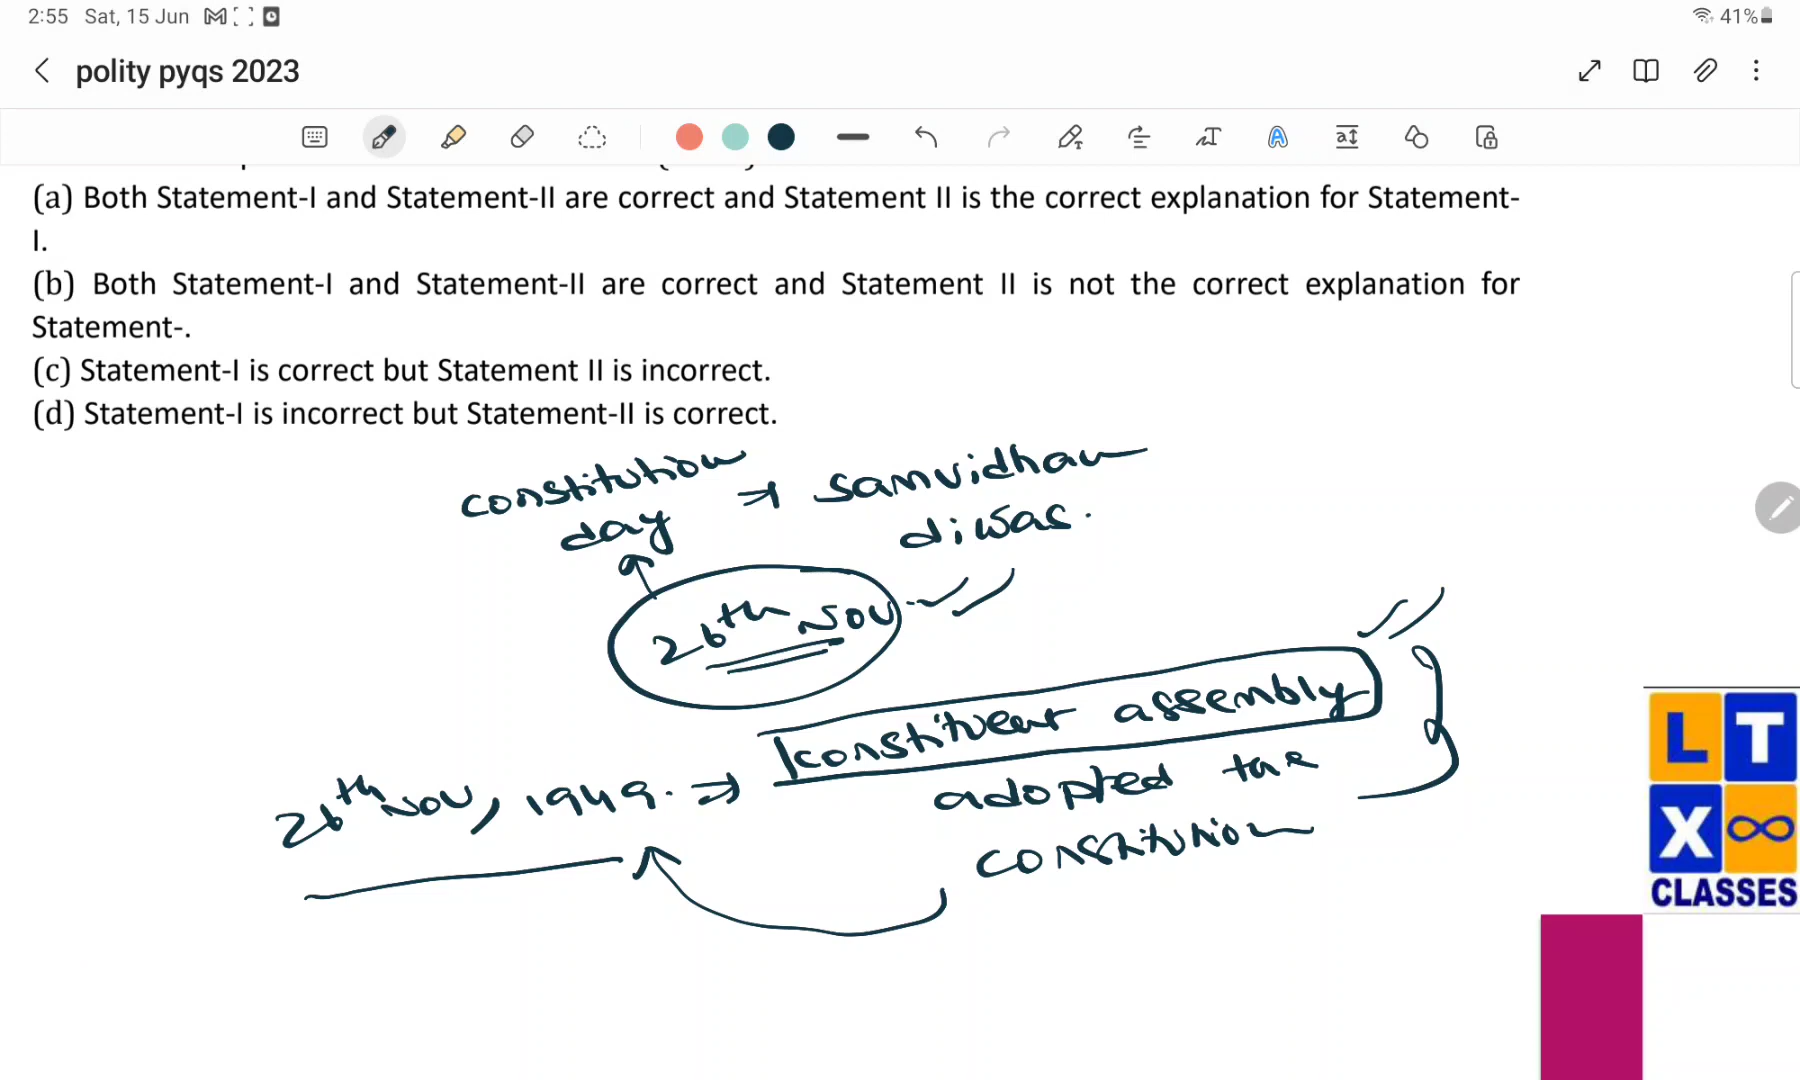 2:55 Sat, 15 Jun
41%
polity pyqs 2023
(a) Both Statement-I and Statement-II are correct and Statement II is the correct explanation for Statement-
I.
(b) Both Statement-I and Statement-II are correct and Statement II is not the correct explanation for
Statement-.
(c) Statement-I is correct but Statement II is incorrect.
(d) Statement-I is incorrect but Statement-II is correct.
constitution → samvidhan
day diwas.
26th Nov
constituent assembly
26th Nov, 1949. ⇒ adopted the
constitution
LT
X∞
CLASSES